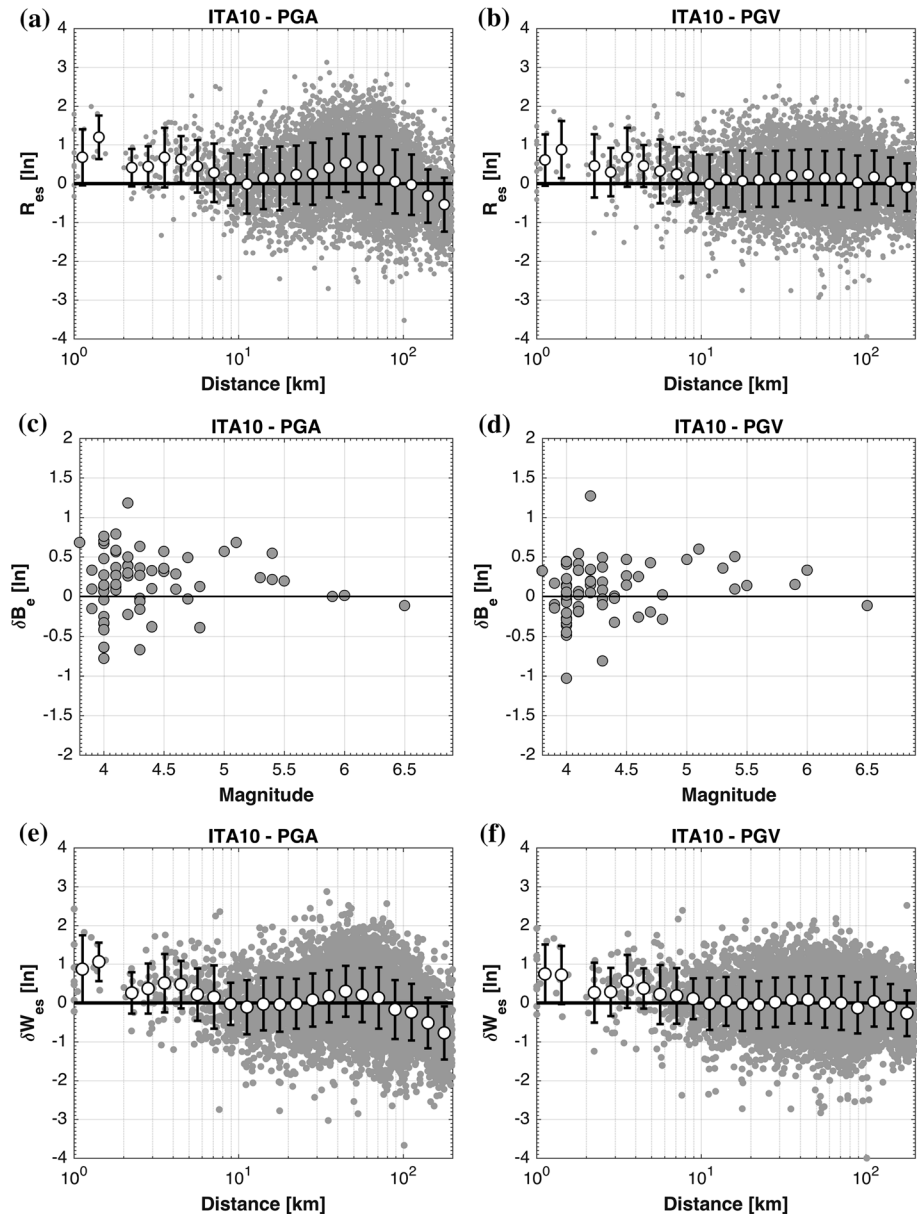 (a) ITA10 - PGA
4
3
2
1
0
-1
-2
-3
-4
R_es [ln]
10^0 10^1 10^2
Distance [km]
(b) ITA10 - PGV
4
3
2
1
0
-1
-2
-3
-4
R_es [ln]
10^0 10^1 10^2
Distance [km]
(c) ITA10 - PGA
2
1.5
1
0.5
0
-0.5
-1
-1.5
-2
δB_e [ln]
4 4.5 5 5.5 6 6.5
Magnitude
(d) ITA10 - PGV
2
1.5
1
0.5
0
-0.5
-1
-1.5
-2
δB_e [ln]
4 4.5 5 5.5 6 6.5
Magnitude
(e) ITA10 - PGA
4
3
2
1
0
-1
-2
-3
-4
δW_es [ln]
10^0 10^1 10^2
Distance [km]
(f) ITA10 - PGV
4
3
2
1
0
-1
-2
-3
-4
δW_es [ln]
10^0 10^1 10^2
Distance [km]